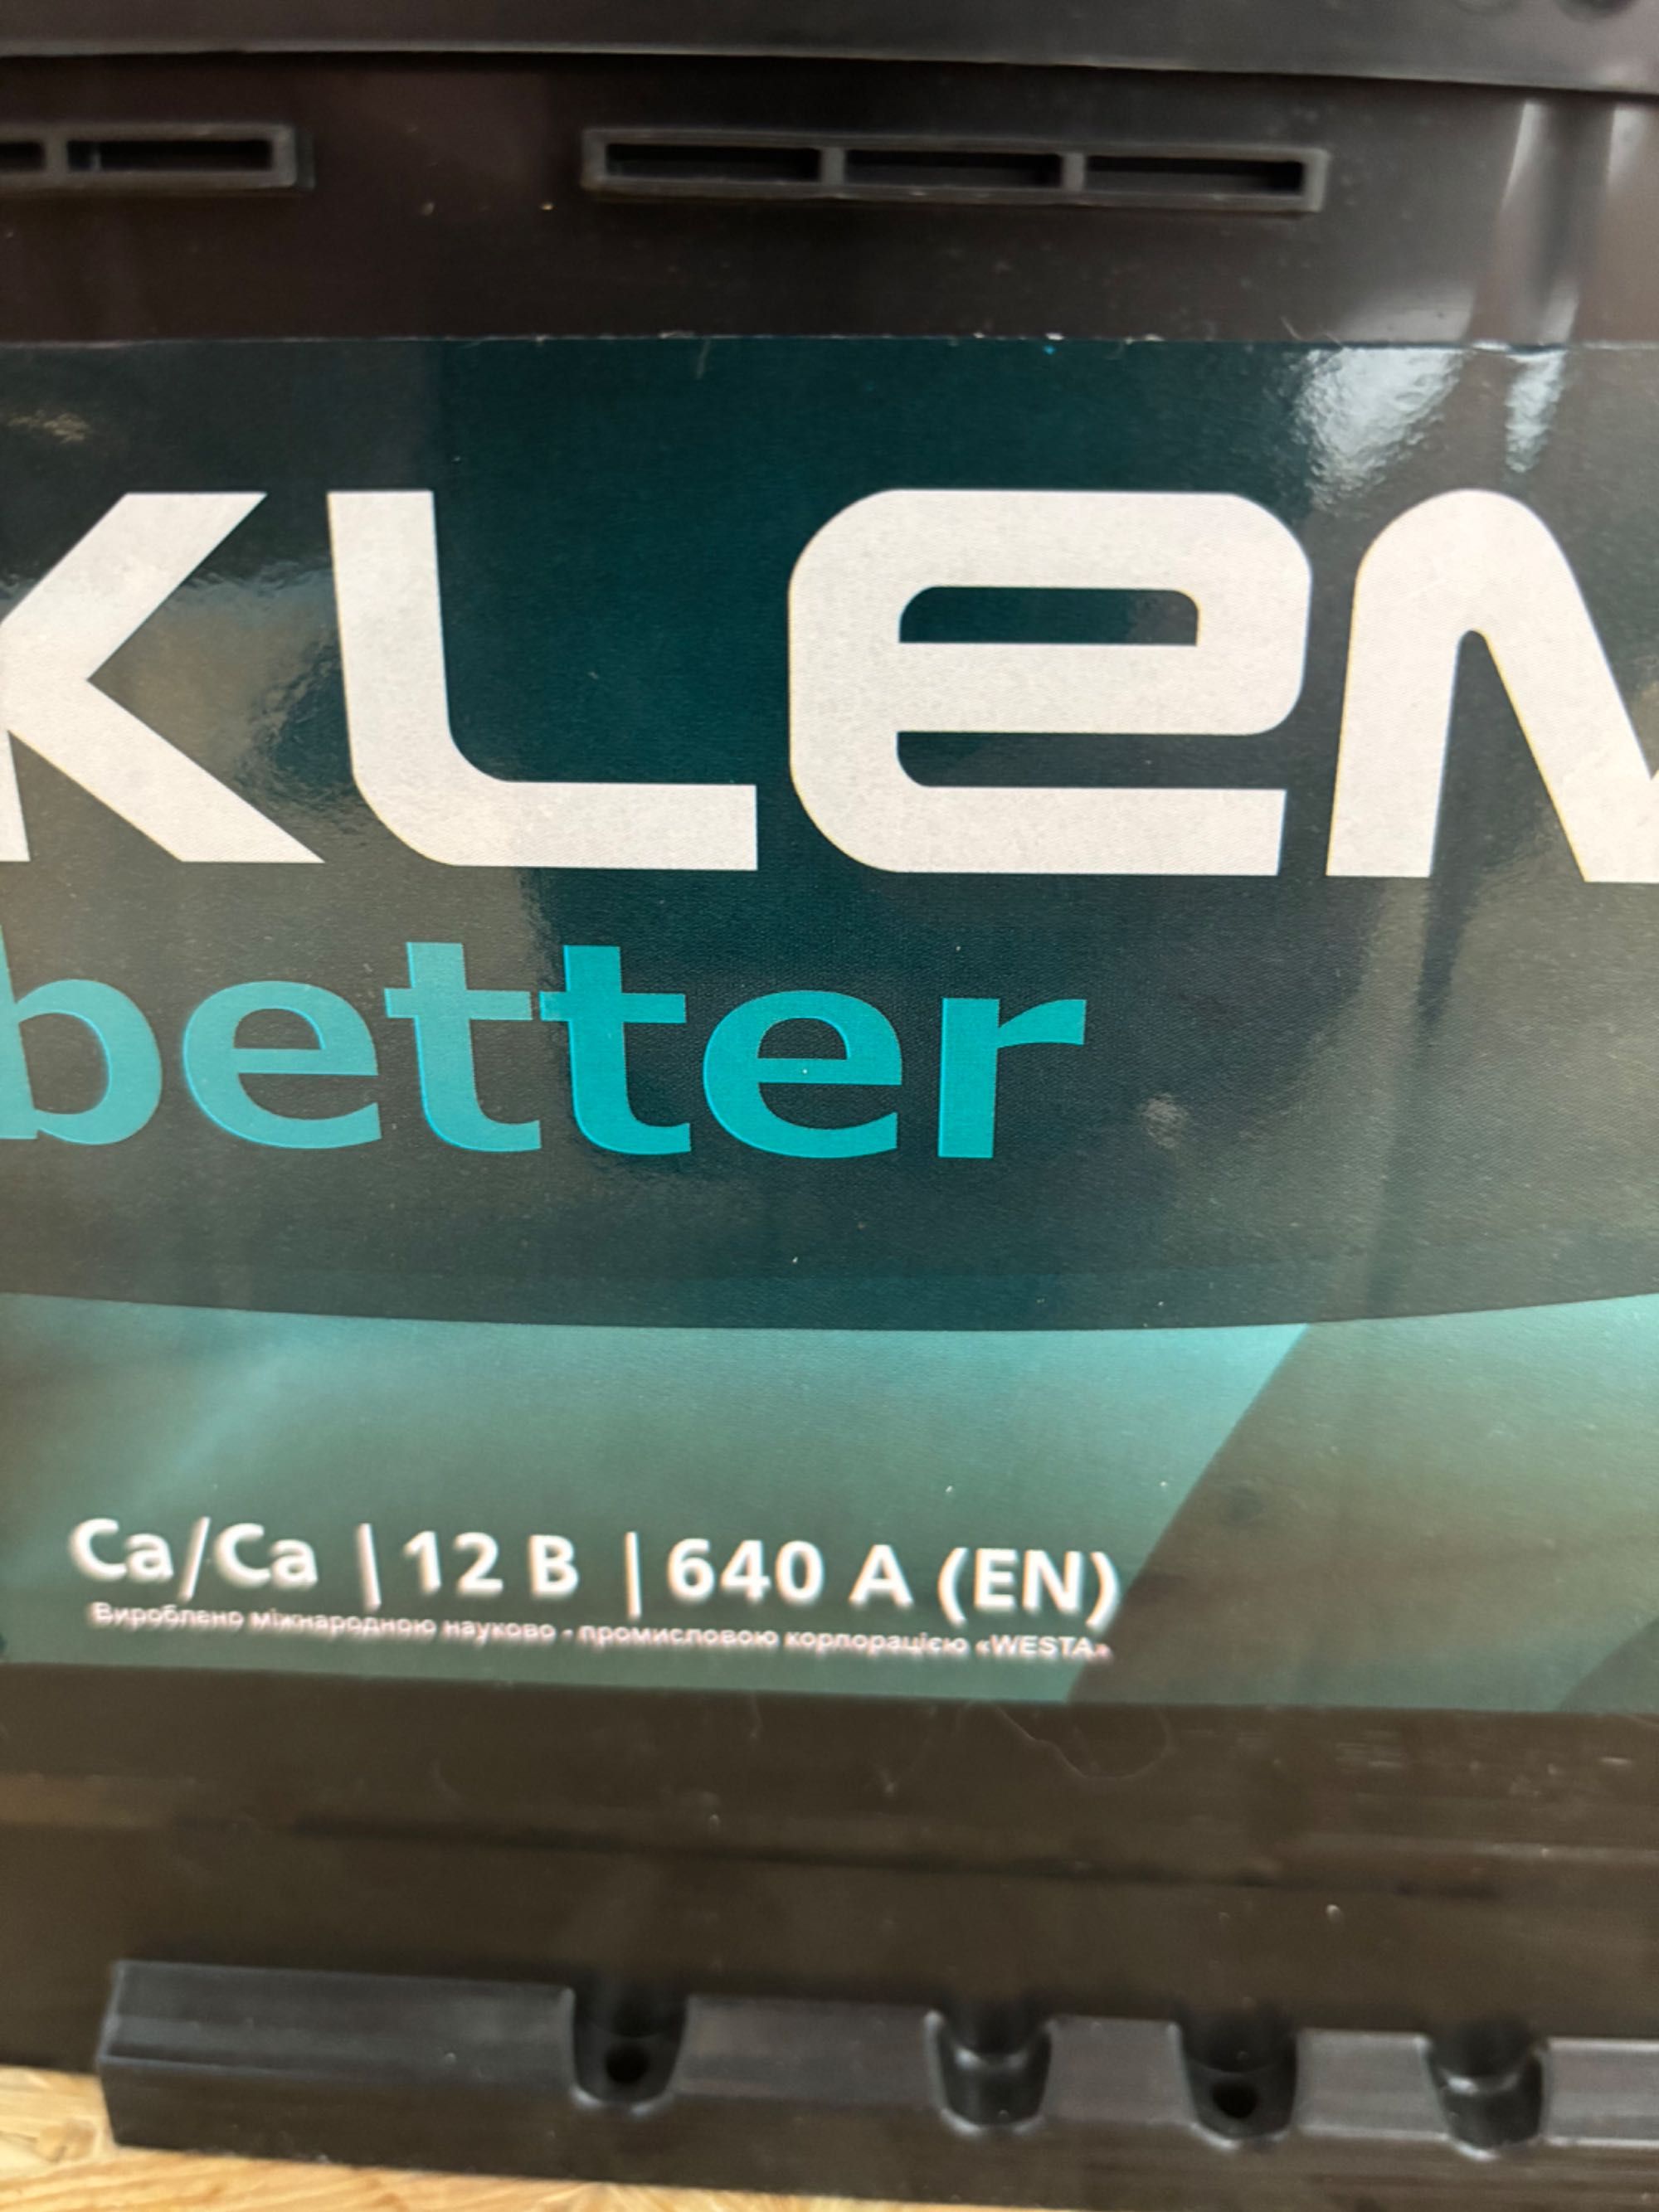 KLEN
better
Ca/Ca | 12 В | 640 А (EN)
Вироблено міжнародною науково - промисловою корпорацією «WESTA»